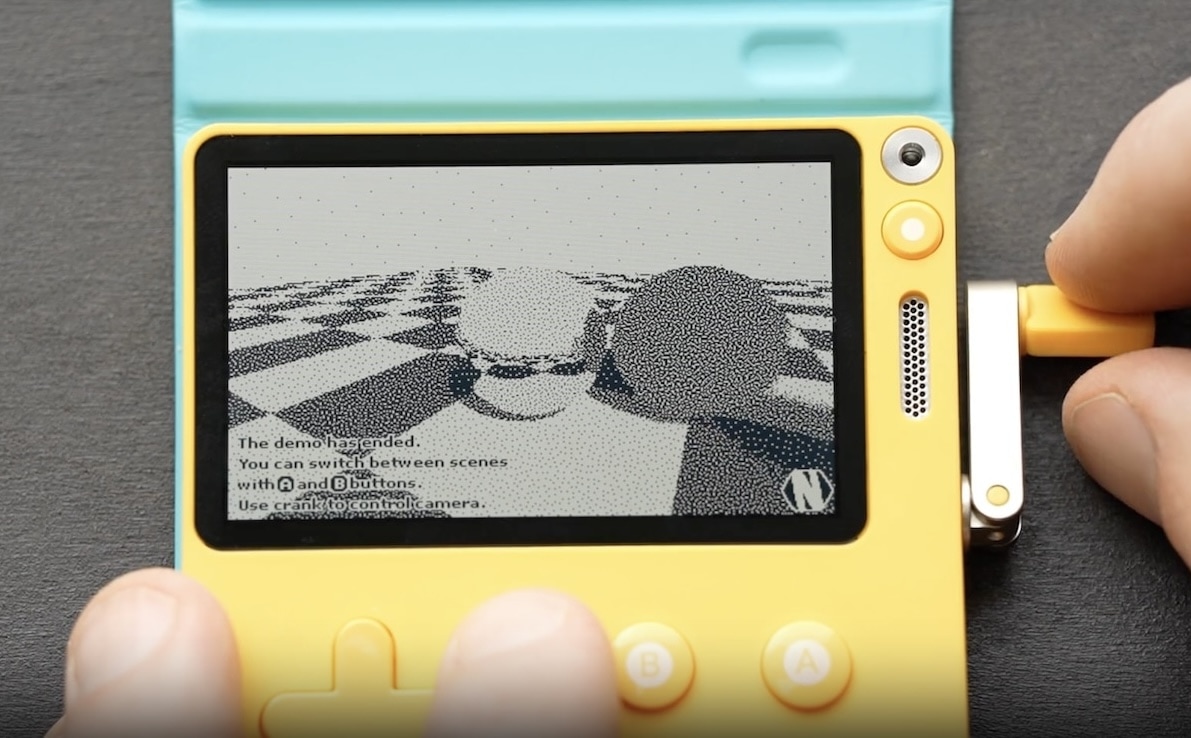 The demo has ended.
You can switch between scenes
with A and B buttons.
Use crank to control camera.
N
B
A